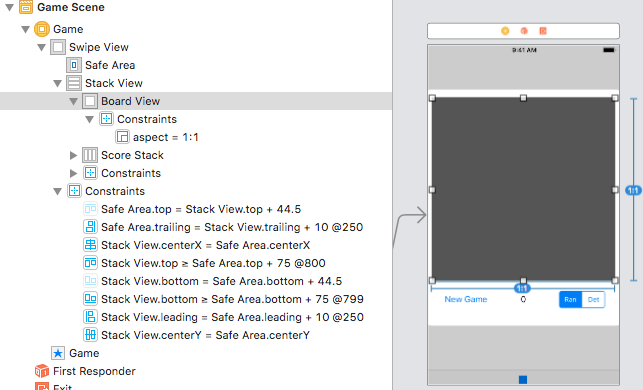 Game Scene
Game
Swipe View
Safe Area
Stack View
Board View
Constraints
aspect = 1:1
Score Stack
Constraints
Constraints
Safe Area.top = Stack View.top + 44.5
Safe Area.trailing = Stack View.trailing + 10 @250
Stack View.centerX = Safe Area.centerX
Stack View.top ≥ Safe Area.top + 75 @800
Stack View.bottom = Safe Area.bottom + 44.5
Stack View.bottom ≥ Safe Area.bottom + 75 @799
Stack View.leading = Safe Area.leading + 10 @250
Stack View.centerY = Safe Area.centerY
Game
First Responder
Exit
9:41 AM
1:1
1:1
New Game 0 Ran Det